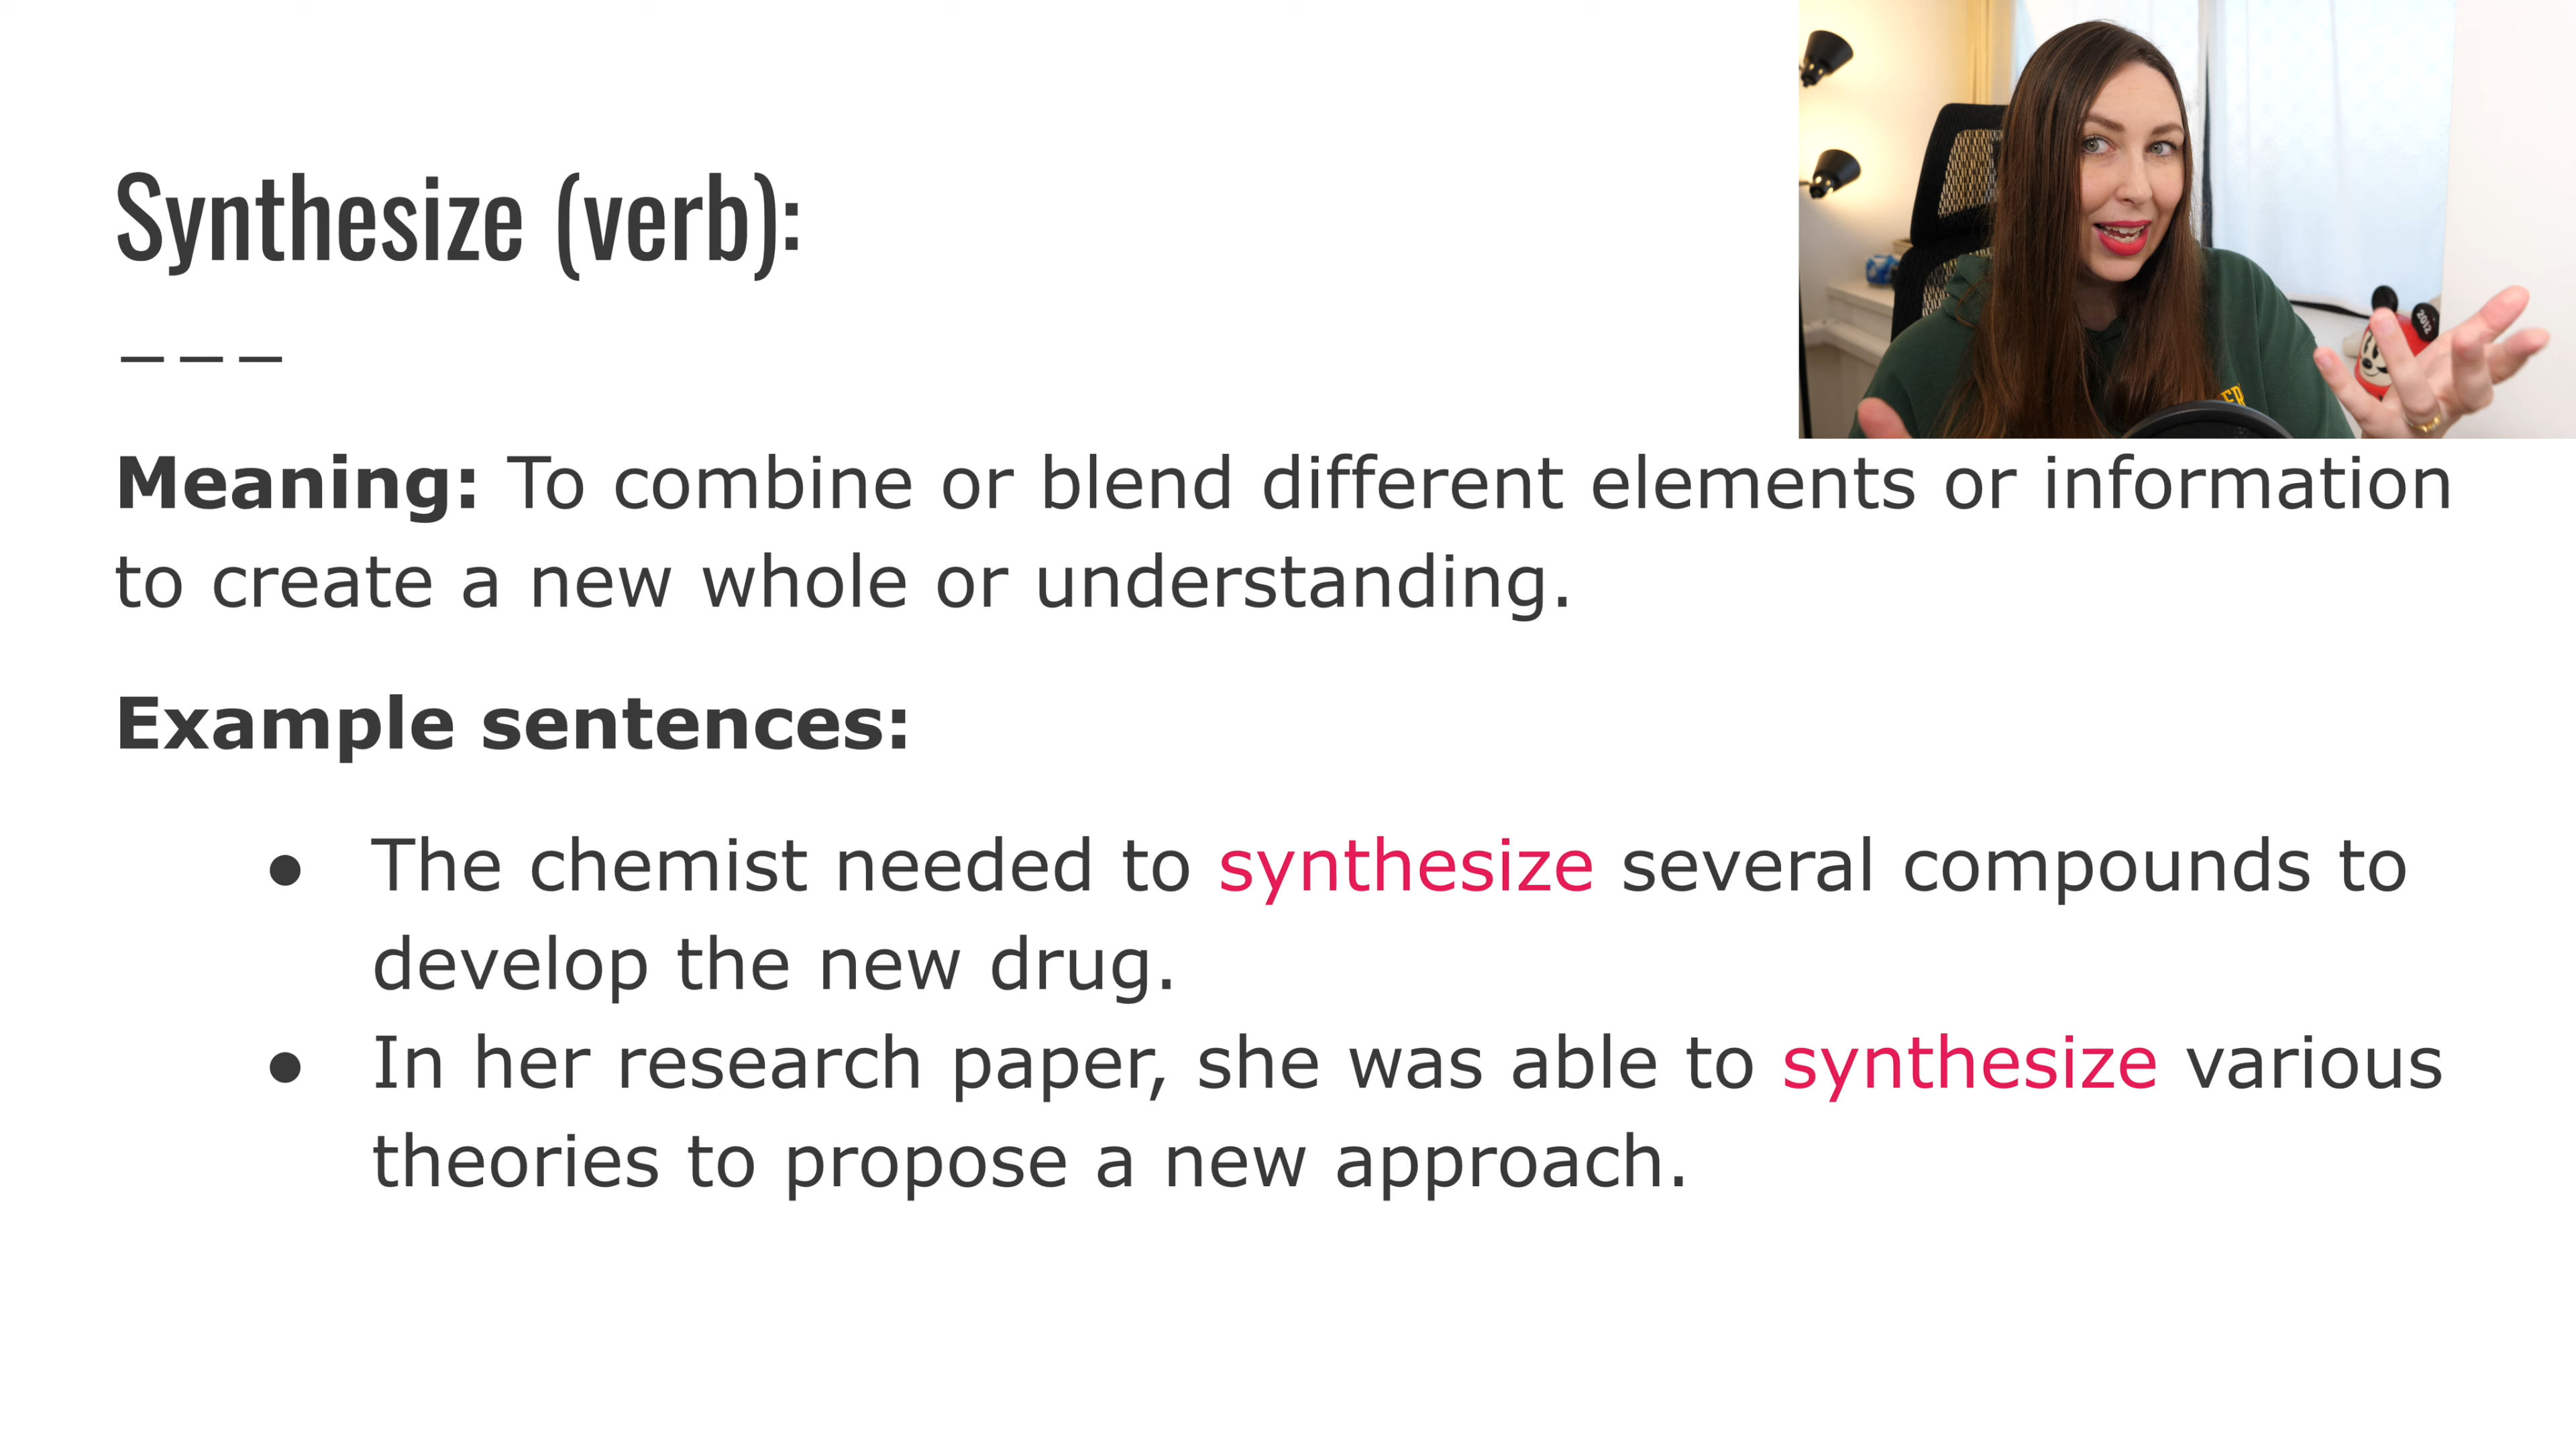 Synthesize (verb):
Meaning: To combine or blend different elements or information
to create a new whole or understanding.
Example sentences:
● The chemist needed to synthesize several compounds to
develop the new drug.
● In her research paper, she was able to synthesize various
theories to propose a new approach.
2012
ER